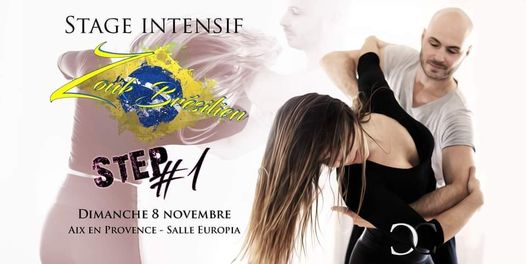 STAGE INTENSIF
Zouk Brésilien
STEP#1
DIMANCHE 8 NOVEMBRE
AIX EN PROVENCE - SALLE EUROPIA